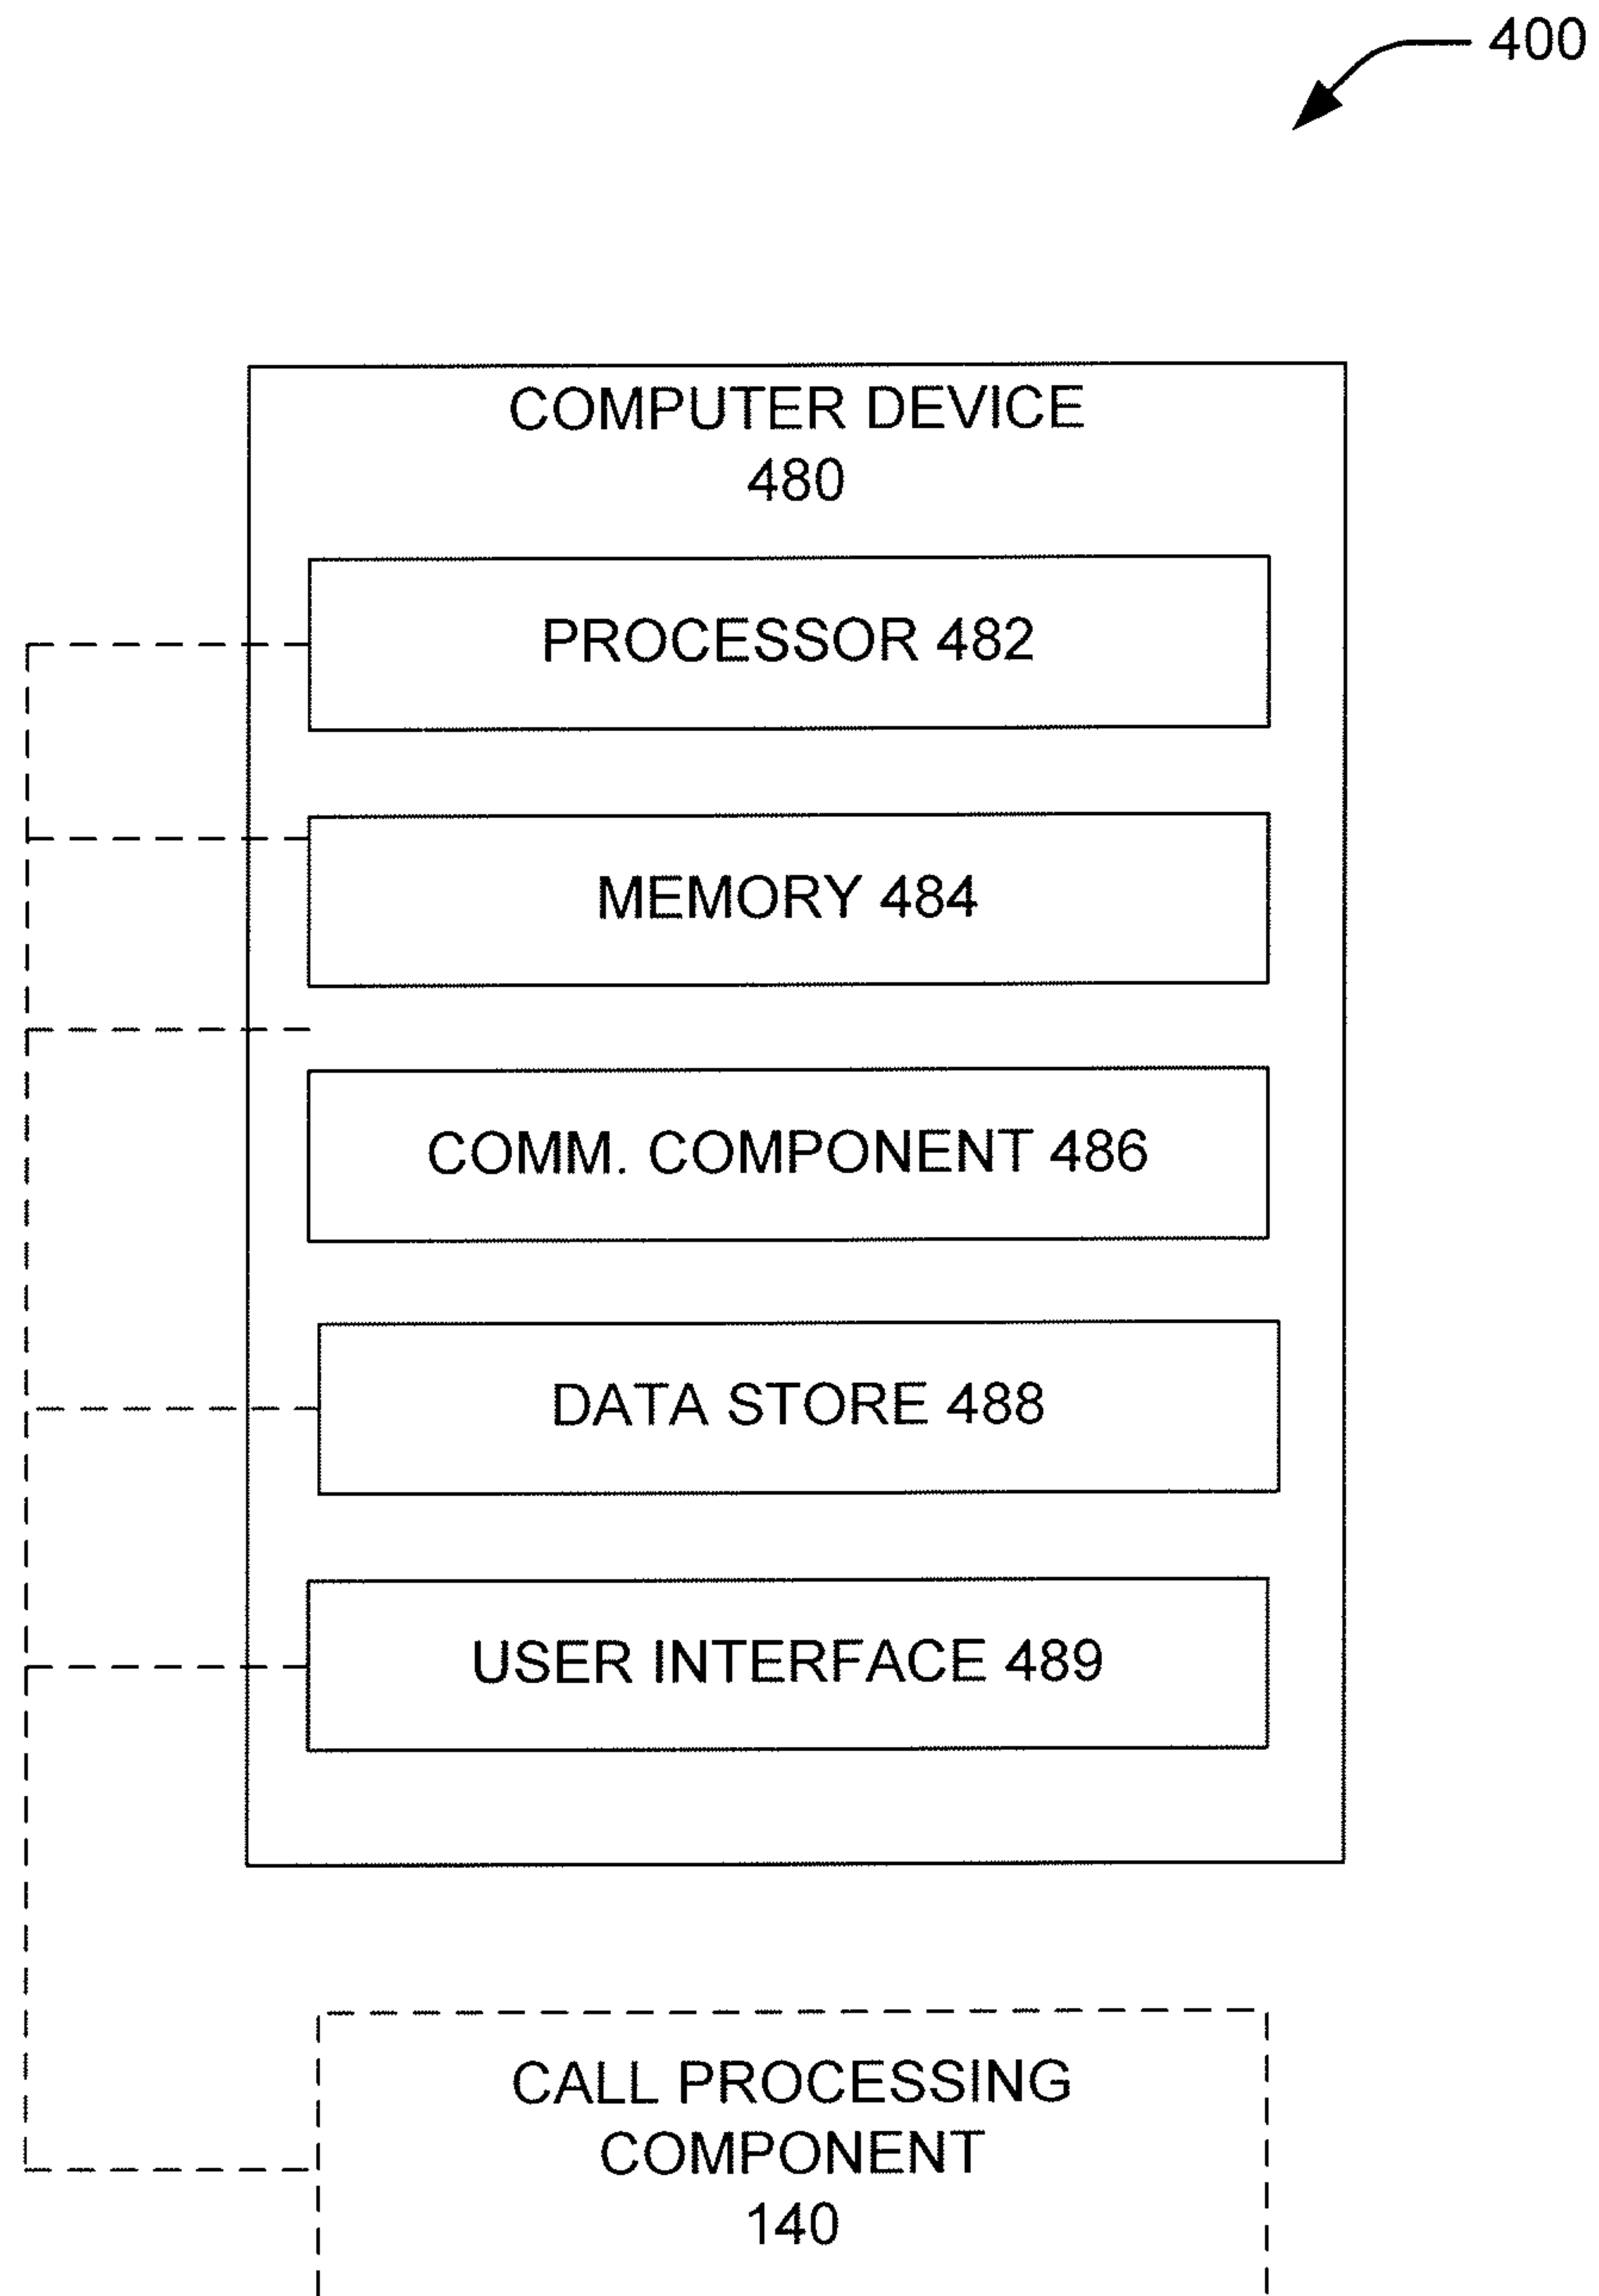 400
COMPUTER DEVICE
480
PROCESSOR 482
MEMORY 484
COMM. COMPONENT 486
DATA STORE 488
USER INTERFACE 489
CALL PROCESSING
COMPONENT
140